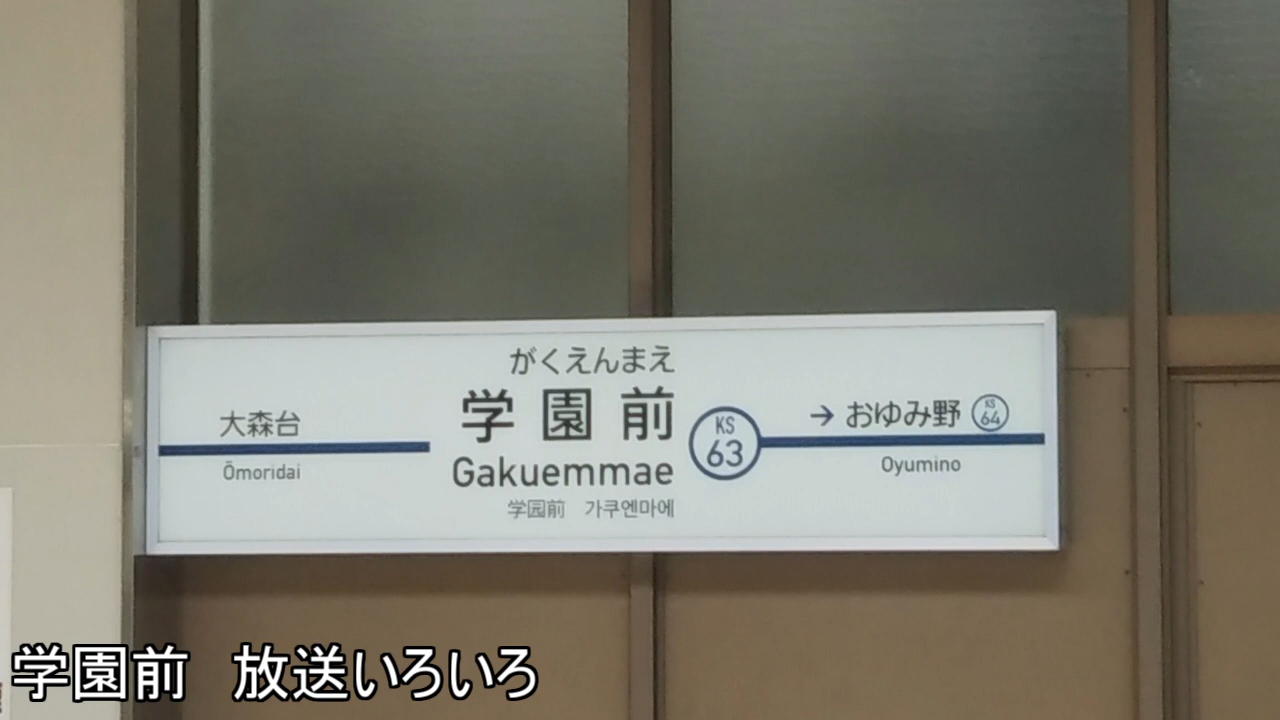 がくえんまえ
学園前
Gakuemmae
学园前 가쿠엔마에
大森台
Ōmoridai
KS
63
→ おゆみ野 KS 64
Oyumino
学園前 放送いろいろ